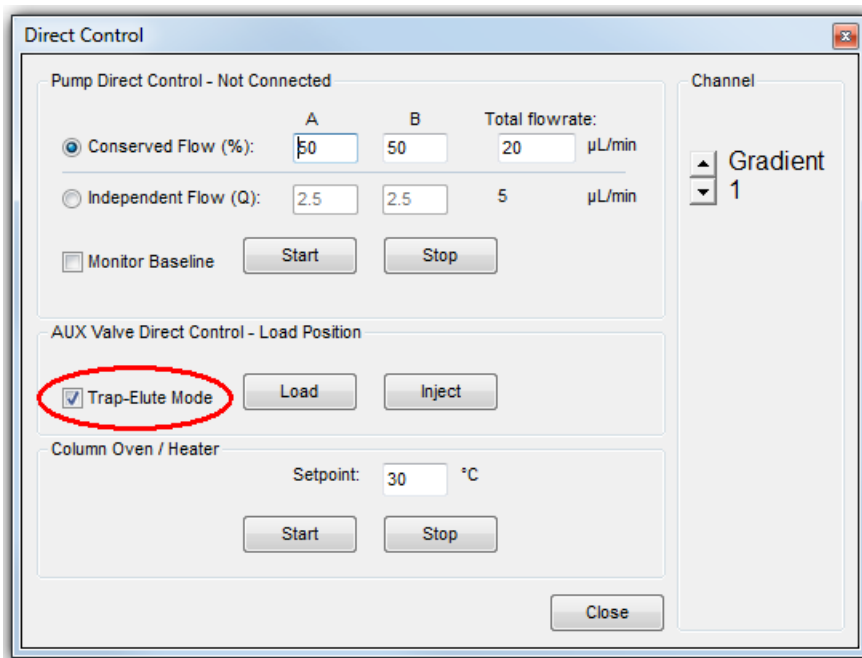 Direct Control
Pump Direct Control - Not Connected
A B Total flowrate:
Conserved Flow (%): 50 50 20 µL/min
Independent Flow (Q): 2.5 2.5 5 µL/min
Monitor Baseline Start Stop
AUX Valve Direct Control - Load Position
Trap-Elute Mode Load Inject
Column Oven / Heater
Setpoint: 30 °C
Start Stop
Close
Channel
Gradient
1